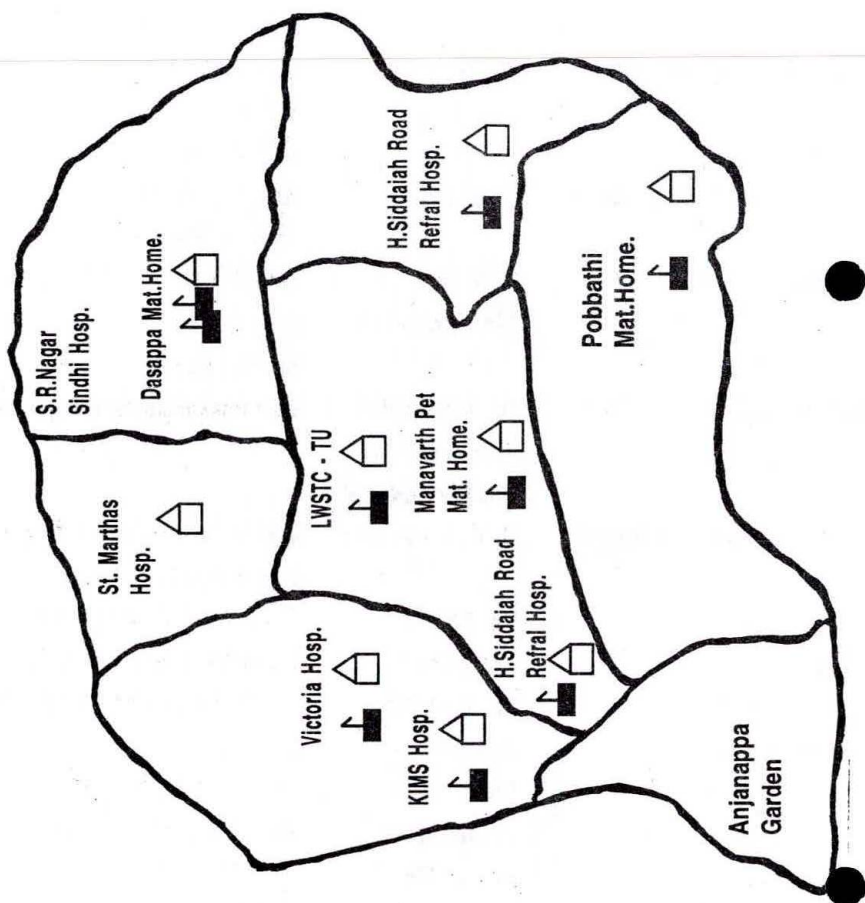 S.R.Nagar
Sindhi Hosp.
Dasappa Mat.Home.
H.Siddaiah Road
Refral Hosp.
St. Marthas
Hosp.
LWSTC - TU
Manavarth Pet
Mat. Home.
Pobbathi
Mat.Home.
Victoria Hosp.
KIMS Hosp.
H.Siddaiah Road
Refral Hosp.
Anjanappa
Garden